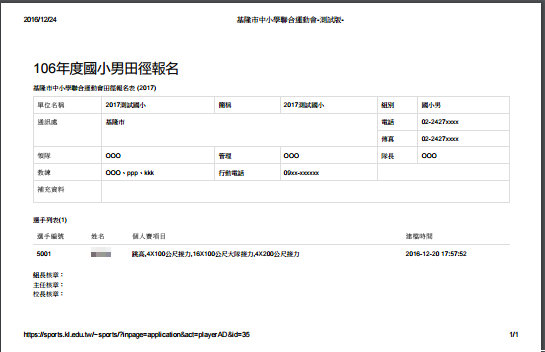 2016/12/24 基隆市中小學聯合運動會-測試版-
106年度國小男田徑報名
基隆市中小學聯合運動會田徑報名表 (2017)
單位名稱 2017測試國小 簡稱 2017測試國小 組別 國小男
通訊處 基隆市 電話 02-2427xxxx
傳真 02-2427xxxx
領隊 OOO 管理 OOO 隊長 OOO
教練 OOO、ppp、kkk 行動電話 09xx-xxxxxx
補充資料
選手列表(1)
選手編號 姓名 個人賽項目 建檔時間
5001 跳高,4X100公尺接力,16X100公尺大隊接力,4X200公尺接力 2016-12-20 17:57:52
組長核章：
主任核章：
校長核章：
https://sports.kl.edu.tw/~sports/?inpage=application&act=playerAD&id=35 1/1